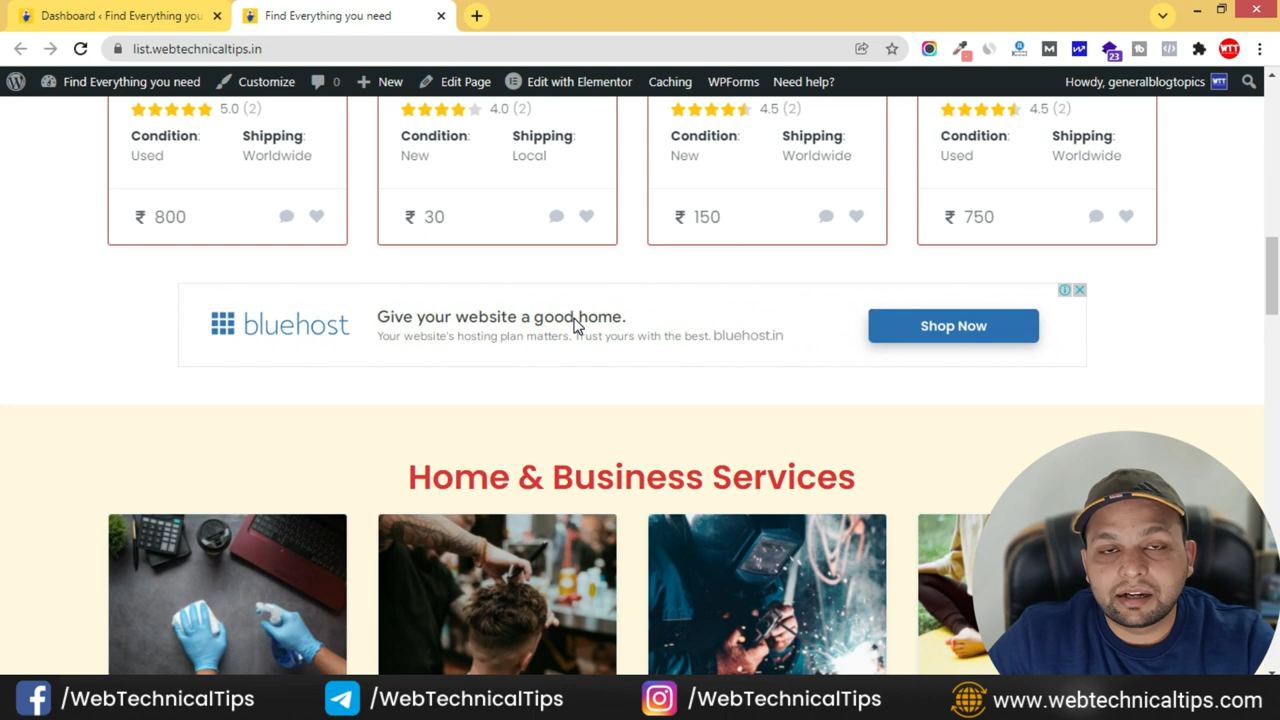 Dashboard ‹ Find Everything you
Find Everything you need
list.webtechnicaltips.in
23
WTT
Find Everything you need
Customize
0
New
Edit Page
Edit with Elementor
Caching
WPForms
Need help?
Howdy, generalblogtopics
WTT
5.0 (2)
4.0 (2)
4.5 (2)
4.5 (2)
Condition: Shipping:
Used Worldwide
Condition: Shipping:
New Local
Condition: Shipping:
New Worldwide
Condition: Shipping:
Used Worldwide
₹ 800
₹ 30
₹ 150
₹ 750
bluehost
Give your website a good home.
Your website's hosting plan matters. Trust yours with the best. bluehost.in
Shop Now
Home & Business Services
/WebTechnicalTips
/WebTechnicalTips
/WebTechnicalTips
www.webtechnicaltips.com